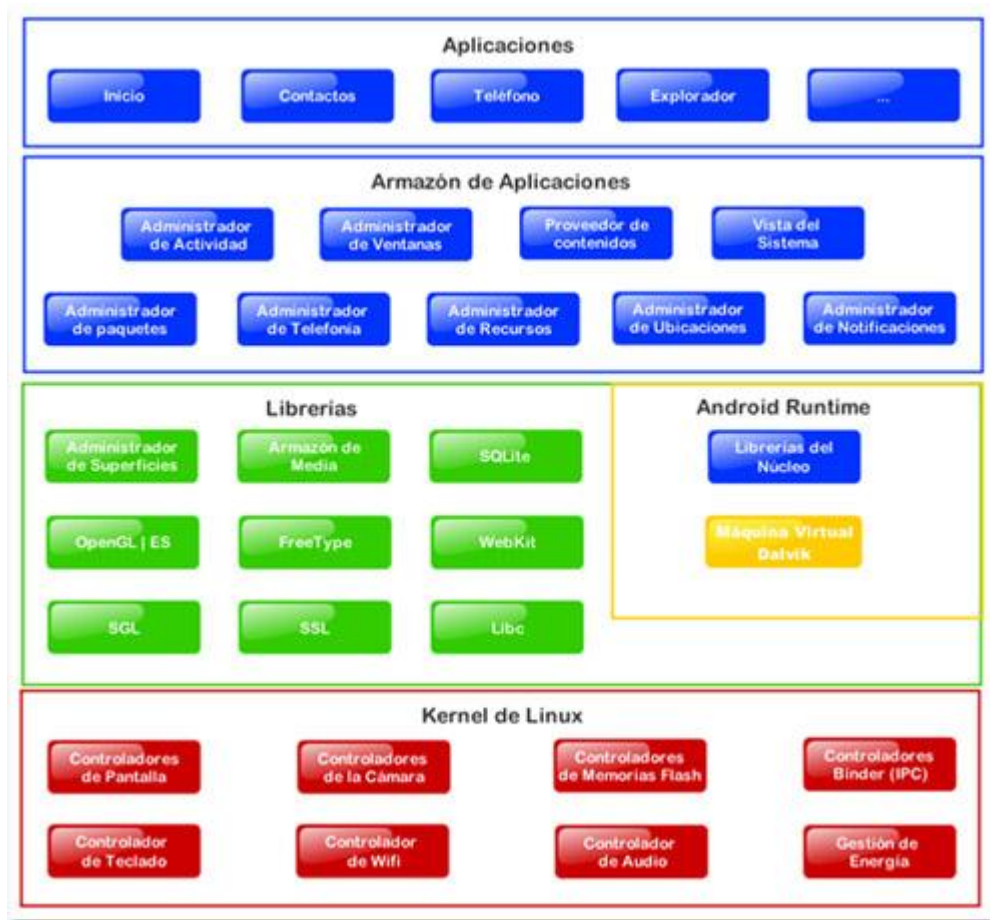 Aplicaciones
Inicio
Contactos
Teléfono
Explorador
...
Armazón de Aplicaciones
Administrador
de Actividad
Administrador
de Ventanas
Proveedor de
contenidos
Vista del
Sistema
Administrador
de paquetes
Administrador
de Telefonía
Administrador
de Recursos
Administrador
de Ubicaciones
Administrador
de Notificaciones
Librerias
Administrador
de Superficies
Armazón de
Media
SQLite
OpenGL | ES
FreeType
WebKit
SGL
SSL
Libc
Android Runtime
Librerías del
Núcleo
Máquina Virtual
Dalvik
Kernel de Linux
Controladores
de Pantalla
Controladores
de la Cámara
Controladores
de Memorias Flash
Controladores
Binder (IPC)
Controlador
de Teclado
Controlador
de Wifi
Controlador
de Audio
Gestión de
Energía